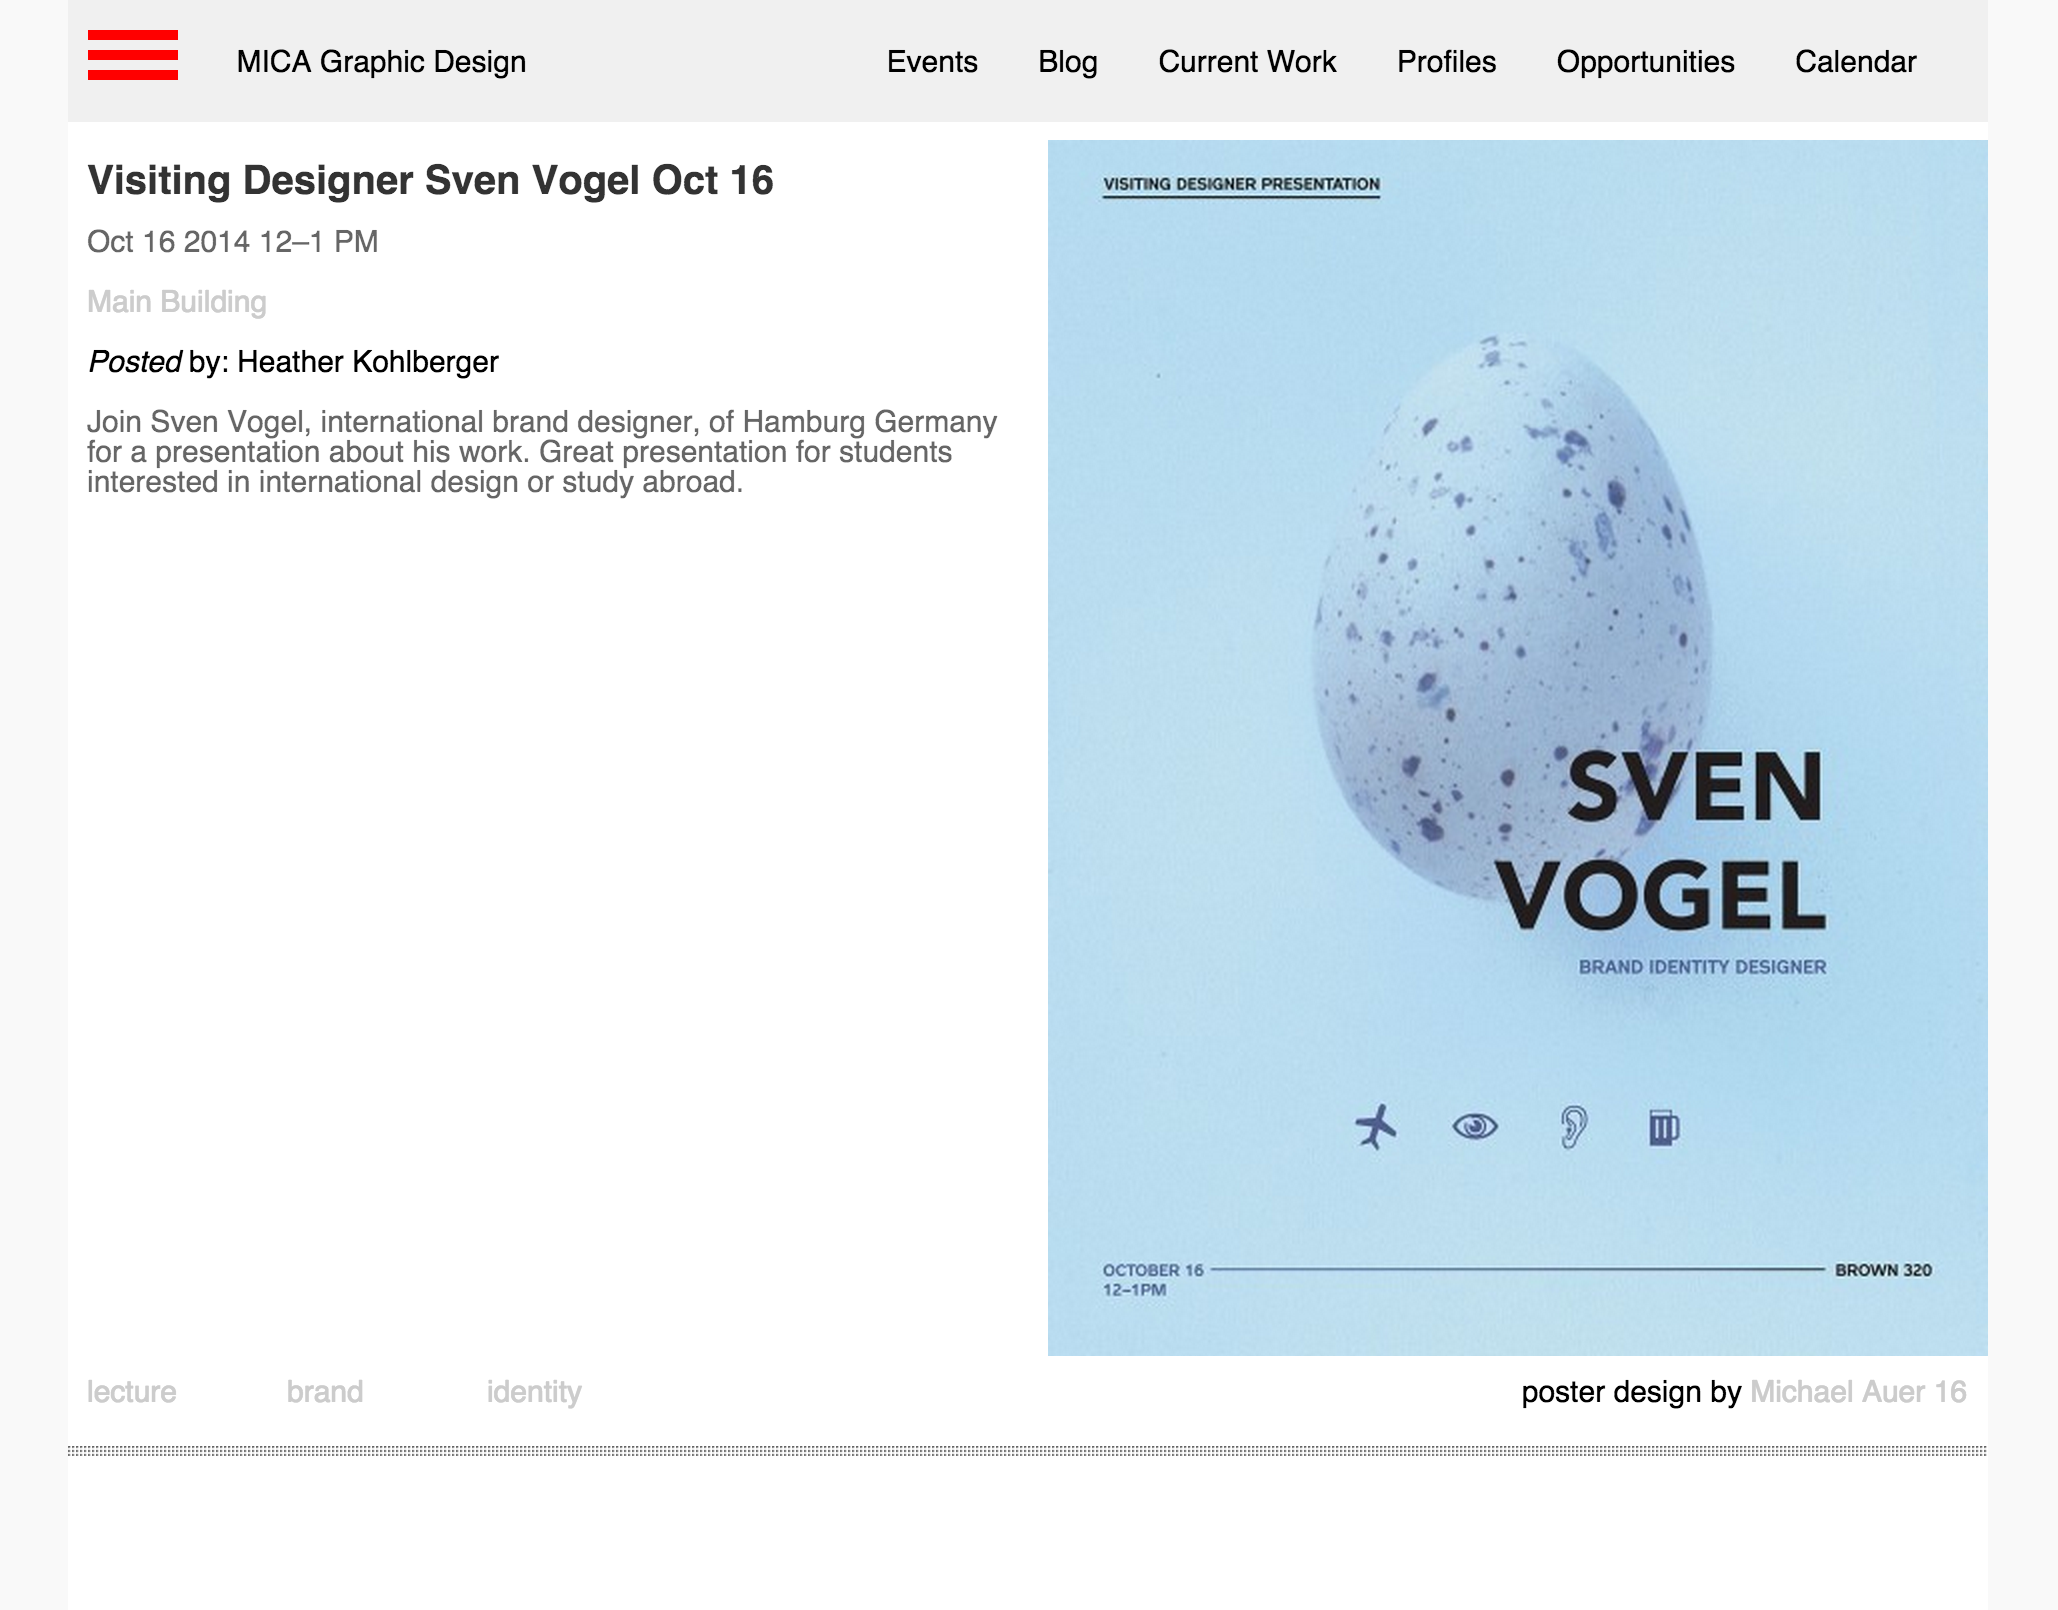 MICA Graphic Design
Events
Blog
Current Work
Profiles
Opportunities
Calendar
Visiting Designer Sven Vogel Oct 16
Oct 16 2014 12–1 PM
Main Building
Posted by: Heather Kohlberger
Join Sven Vogel, international brand designer, of Hamburg Germany
for a presentation about his work. Great presentation for students
interested in international design or study abroad.
VISITING DESIGNER PRESENTATION
SVEN
VOGEL
BRAND IDENTITY DESIGNER
OCTOBER 16
12–1PM
BROWN 320
lecture
brand
identity
poster design by Michael Auer 16